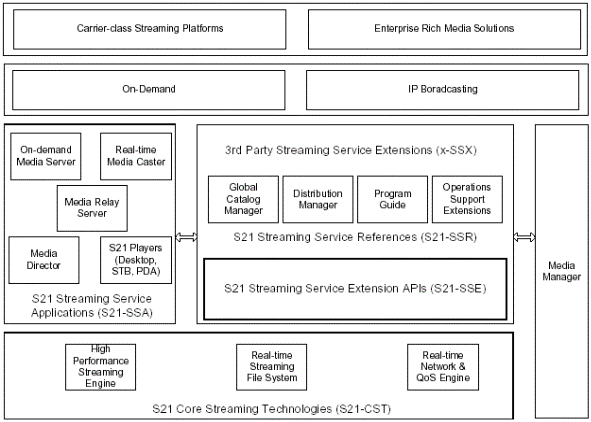 Carrier-class Streaming Platforms
Enterprise Rich Media Solutions
On-Demand
IP Boradcasting
On-demand
Media Server
Real-time
Media Caster
Media Relay
Server
Media
Director
S21 Players
(Desktop,
STB, PDA)
S21 Streaming Service
Applications (S21-SSA)
3rd Party Streaming Service Extensions (x-SSX)
Global
Catalog
Manager
Distribution
Manager
Program
Guide
Operations
Support
Extensions
S21 Streaming Service References (S21-SSR)
S21 Streaming Service Extension APIs (S21-SSE)
Media
Manager
High
Performance
Streaming
Engine
Real-time
Streaming
File System
Real-time
Network &
QoS Engine
S21 Core Streaming Technologies (S21-CST)